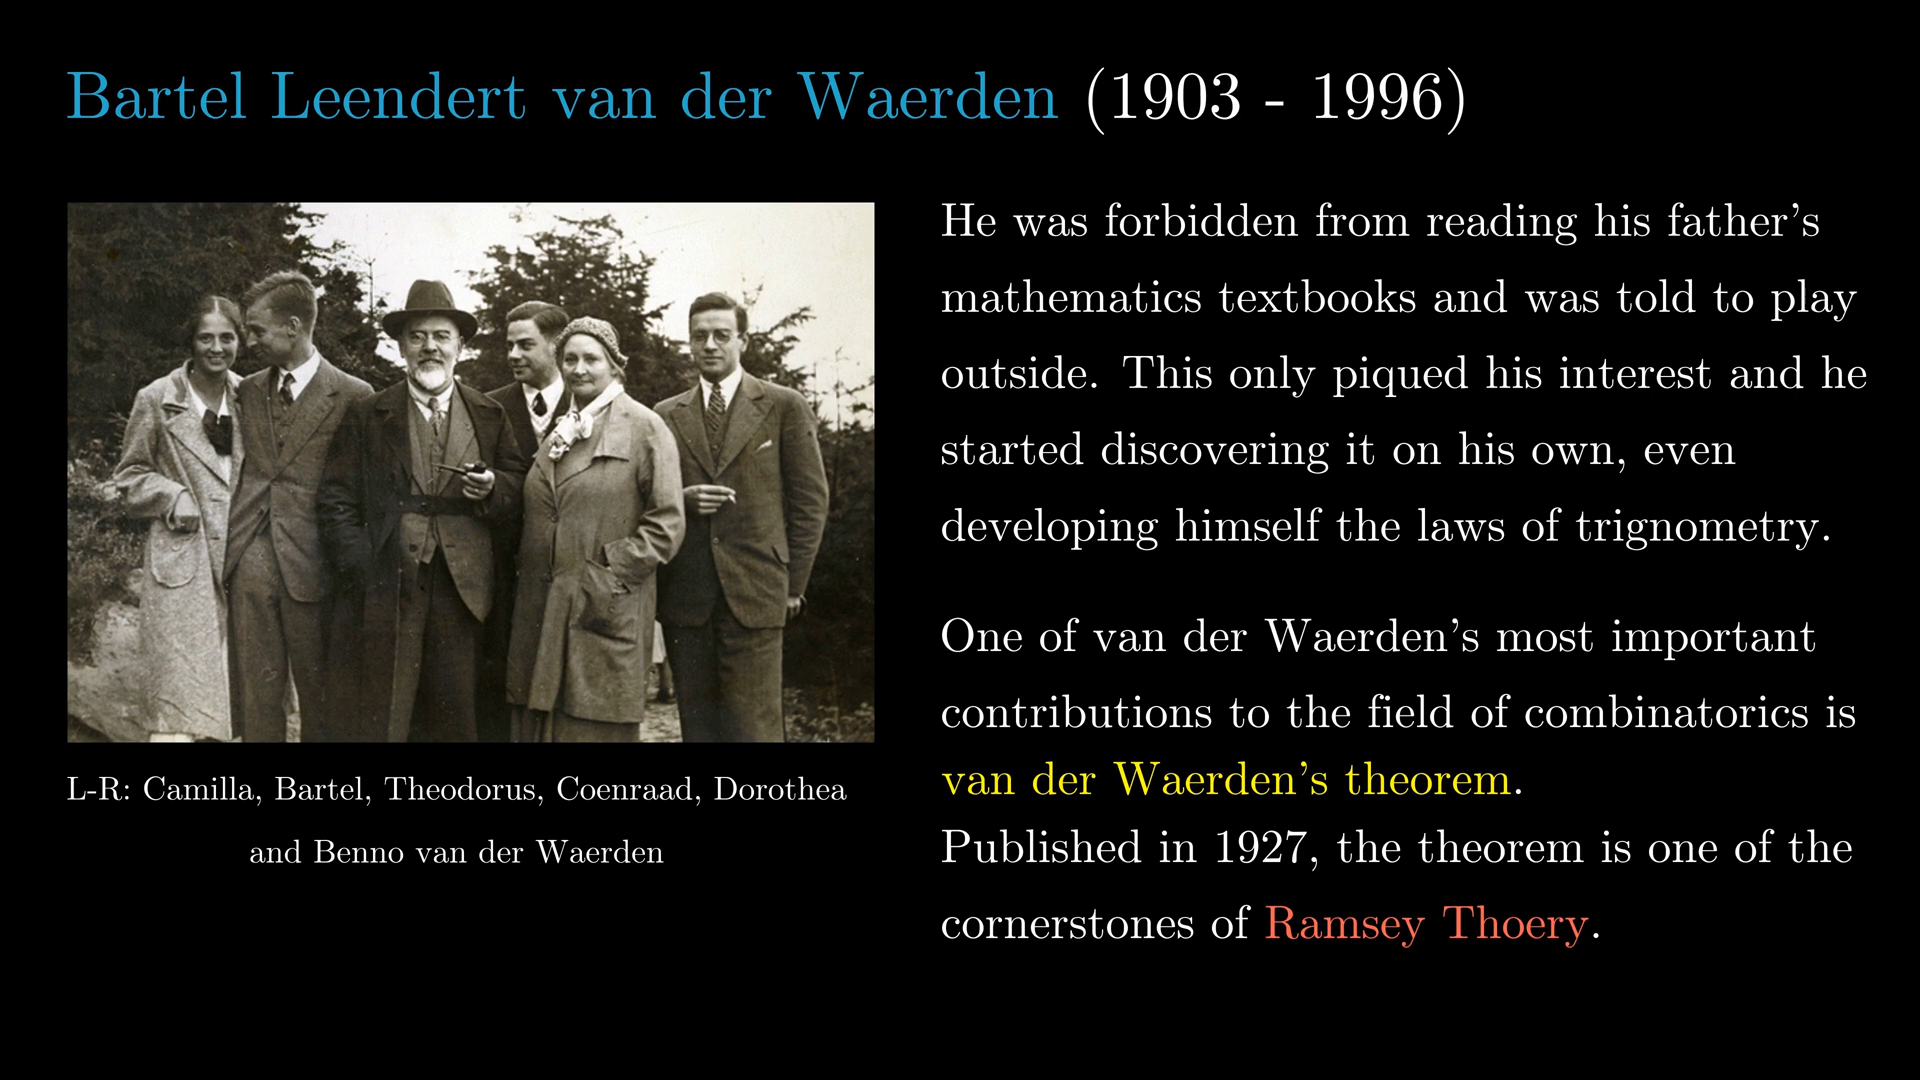 Bartel Leendert van der Waerden (1903 - 1996)
L-R: Camilla, Bartel, Theodorus, Coenraad, Dorothea
and Benno van der Waerden
He was forbidden from reading his father's
mathematics textbooks and was told to play
outside. This only piqued his interest and he
started discovering it on his own, even
developing himself the laws of trignometry.
One of van der Waerden's most important
contributions to the field of combinatorics is
van der Waerden's theorem.
Published in 1927, the theorem is one of the
cornerstones of Ramsey Thoery.